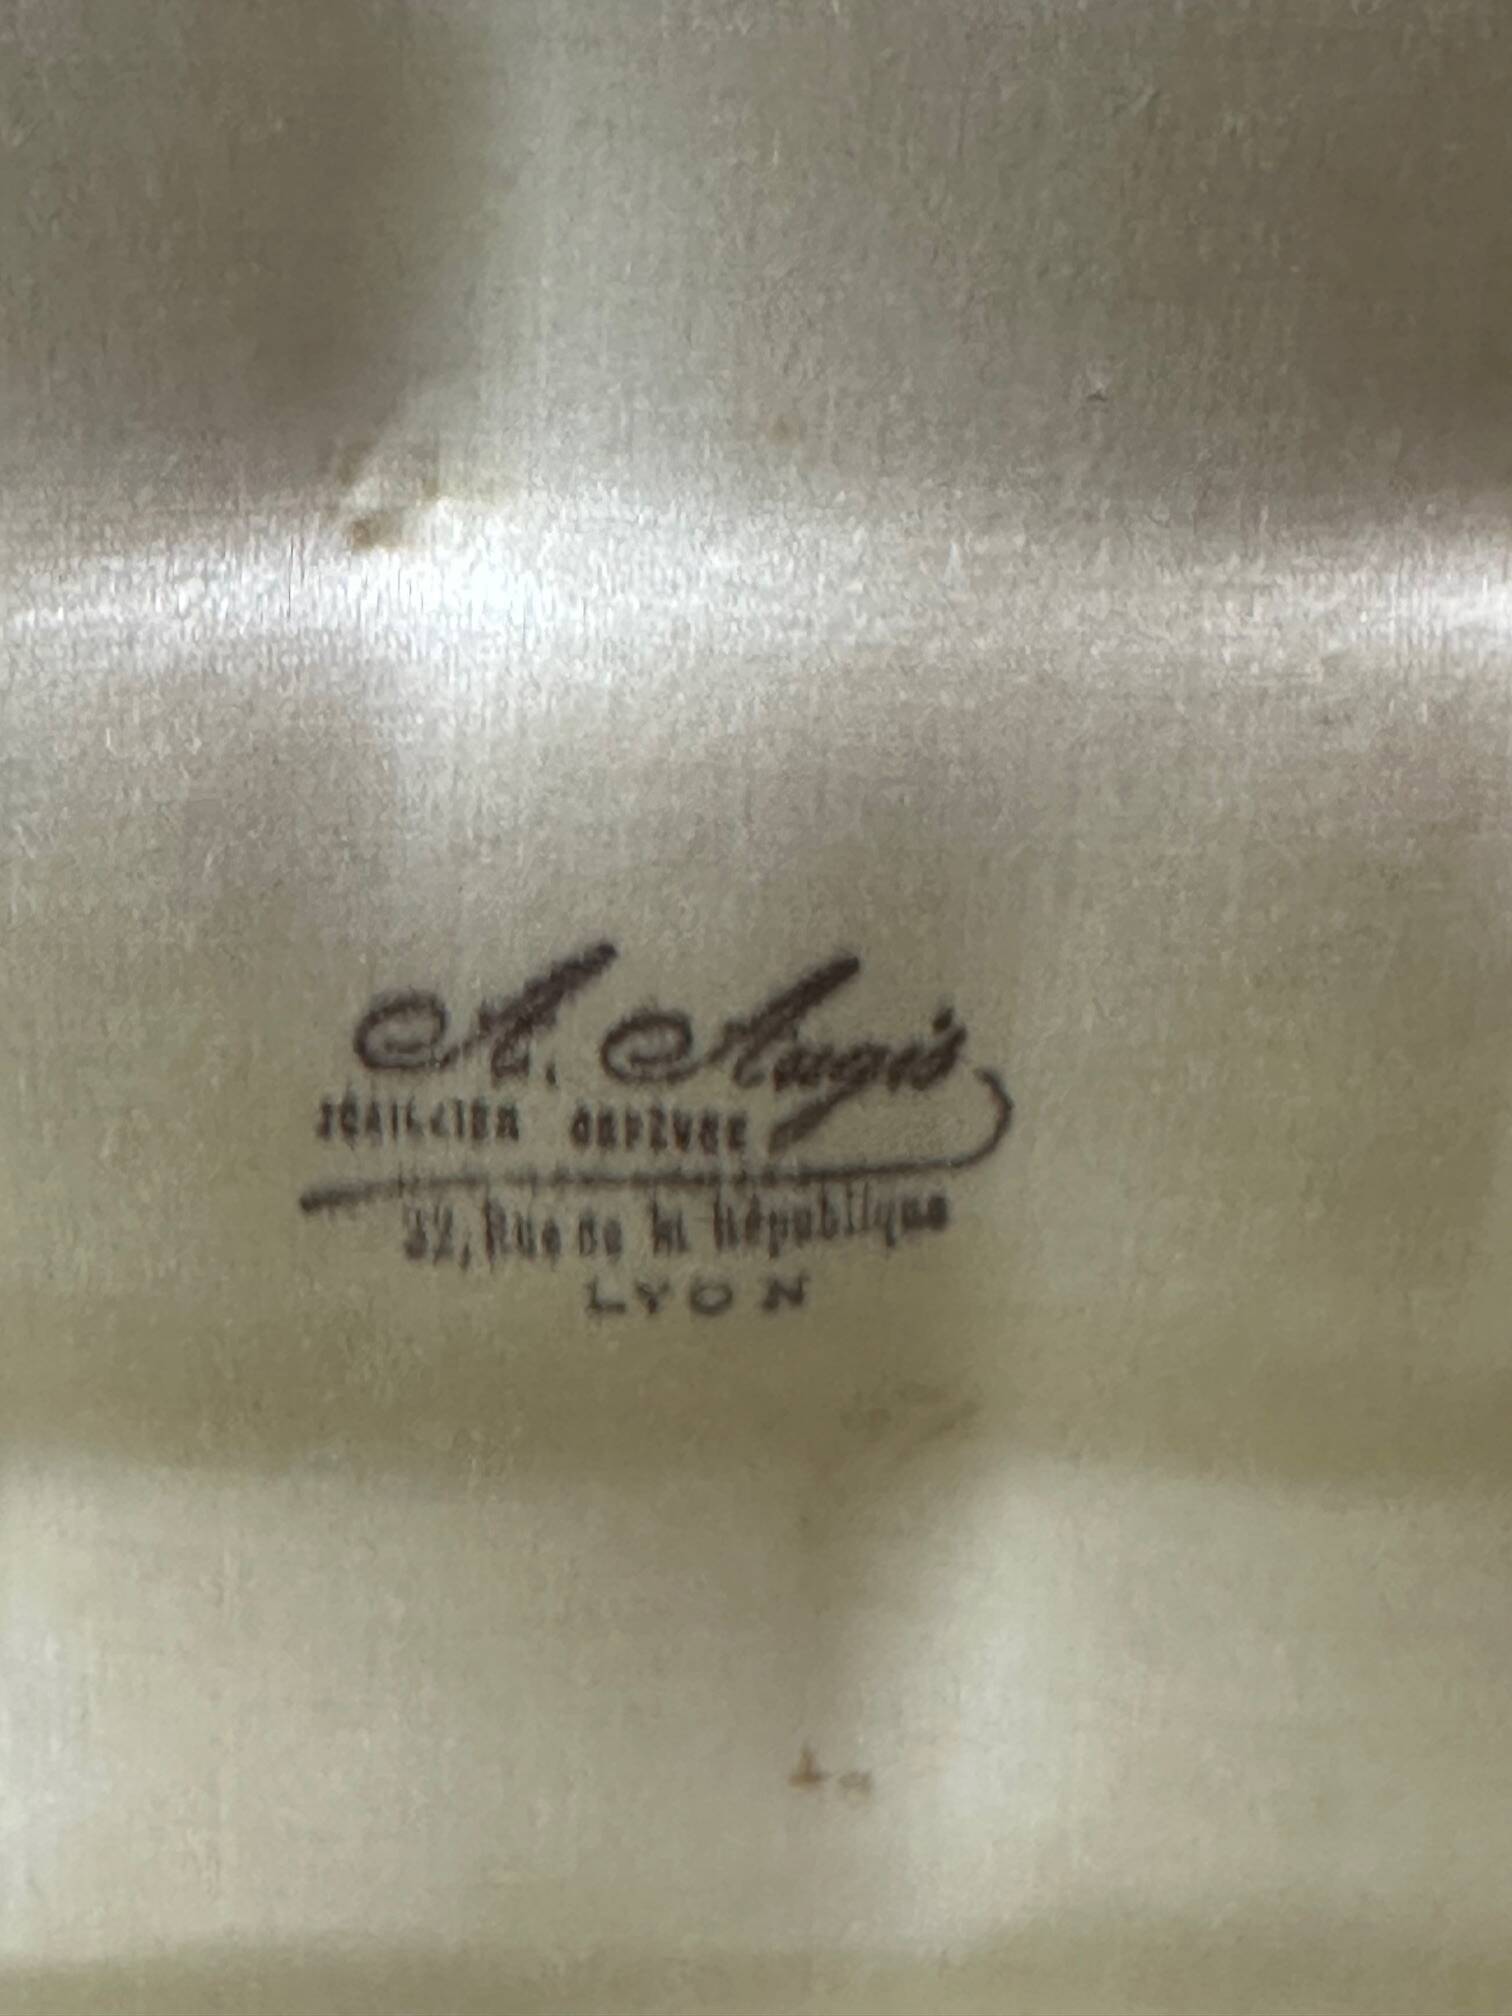 A. Augis
JOAILLIER ORFÈVRE
32, Rue de la République
LYON